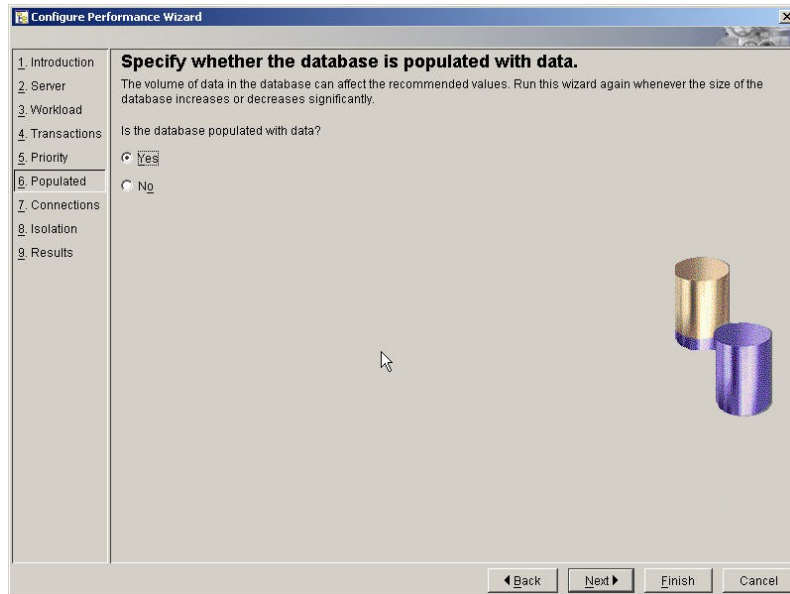 Configure Performance Wizard
1. Introduction
2. Server
3. Workload
4. Transactions
5. Priority
6. Populated
7. Connections
8. Isolation
9. Results
Specify whether the database is populated with data.
The volume of data in the database can affect the recommended values. Run this wizard again whenever the size of the
database increases or decreases significantly.
Is the database populated with data?
Yes
No
Back
Next
Finish
Cancel